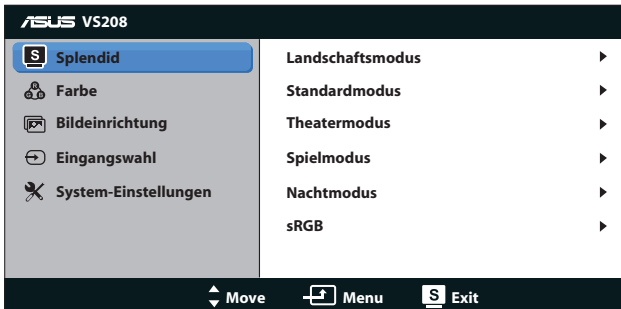 ASUS VS208
S Splendid
Farbe
Bildeinrichtung
Eingangswahl
System-Einstellungen
Landschaftsmodus
Standardmodus
Theatermodus
Spielmodus
Nachtmodus
sRGB
Move Menu S Exit